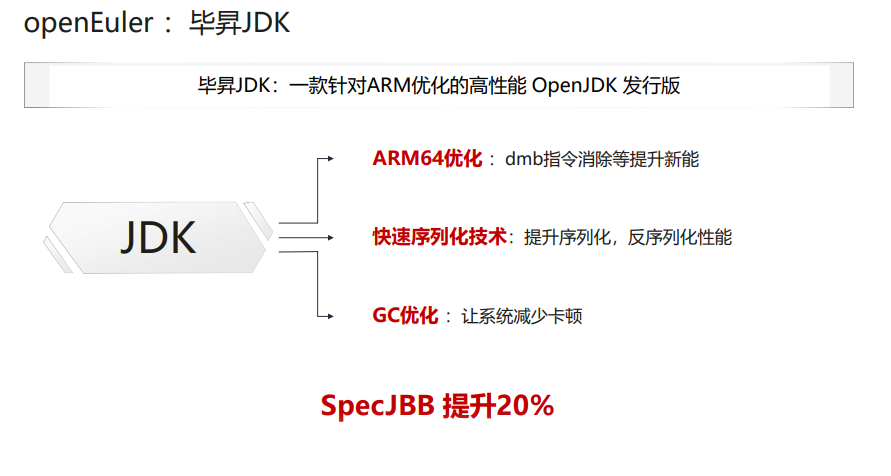 openEuler ：毕昇JDK
毕昇JDK：一款针对ARM优化的高性能 OpenJDK 发行版
JDK
ARM64优化 ：dmb指令消除等提升新能
快速序列化技术：提升序列化，反序列化性能
GC优化 ：让系统减少卡顿
SpecJBB 提升20%